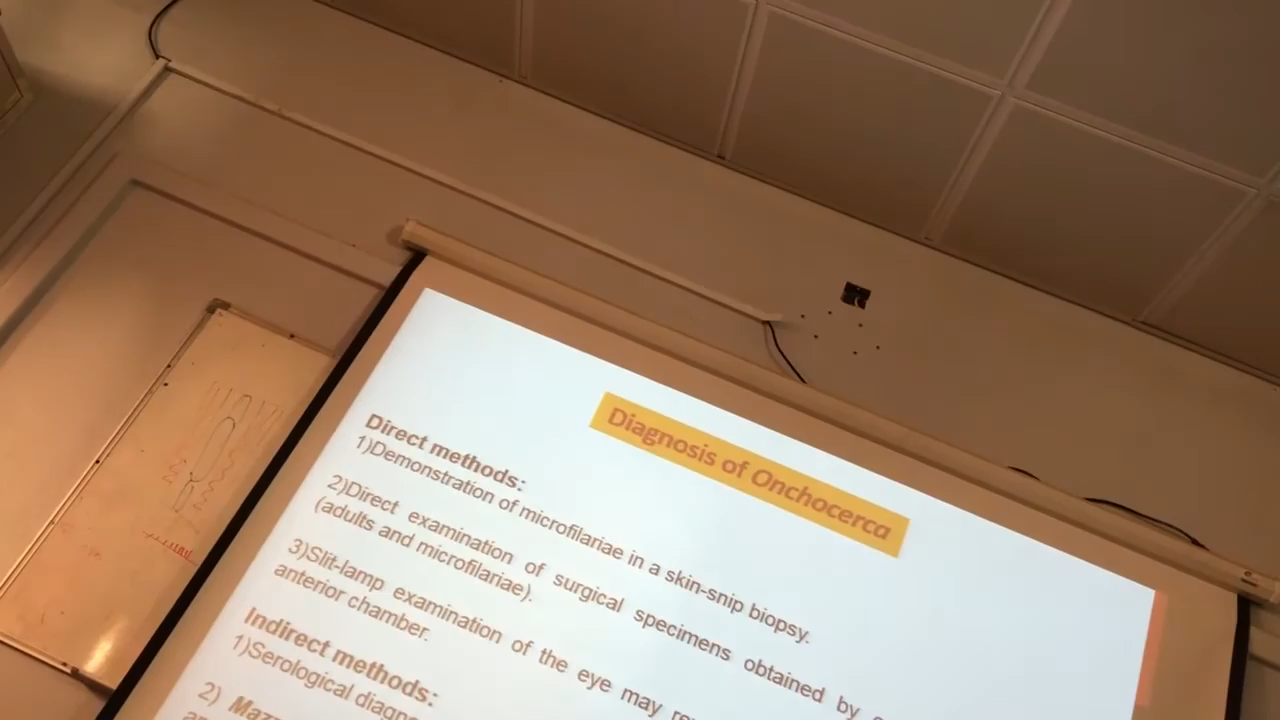 Diagnosis of Onchocerca
Direct methods:
1)Demonstration of microfilariae in a skin-snip biopsy.
2)Direct examination of surgical specimens obtained by
(adults and microfilariae).
3)Slit-lamp examination of the eye may
anterior chamber.
Indirect methods:
1)Serological
2)